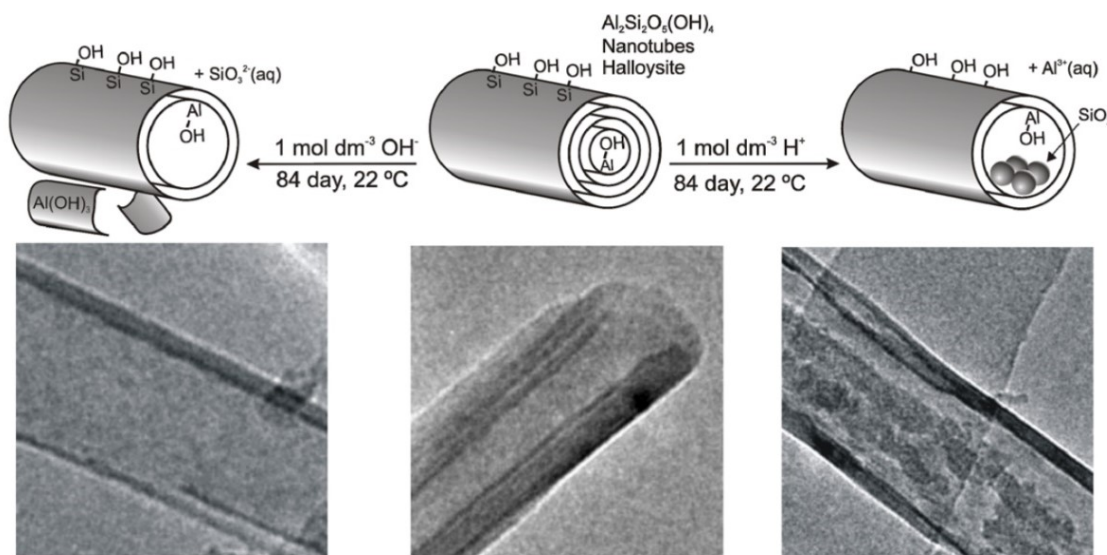 OH OH OH
Si Si Si
+ SiO₃²⁻(aq)
Al
OH
Al(OH)₃
1 mol dm⁻³ OH⁻
84 day, 22 ºC
Al₂Si₂O₅(OH)₄
Nanotubes
Halloysite
OH OH OH
Si Si Si
OH
Al
1 mol dm⁻³ H⁺
84 day, 22 ºC
OH OH OH
+ Al³⁺(aq)
SiO
Al
OH